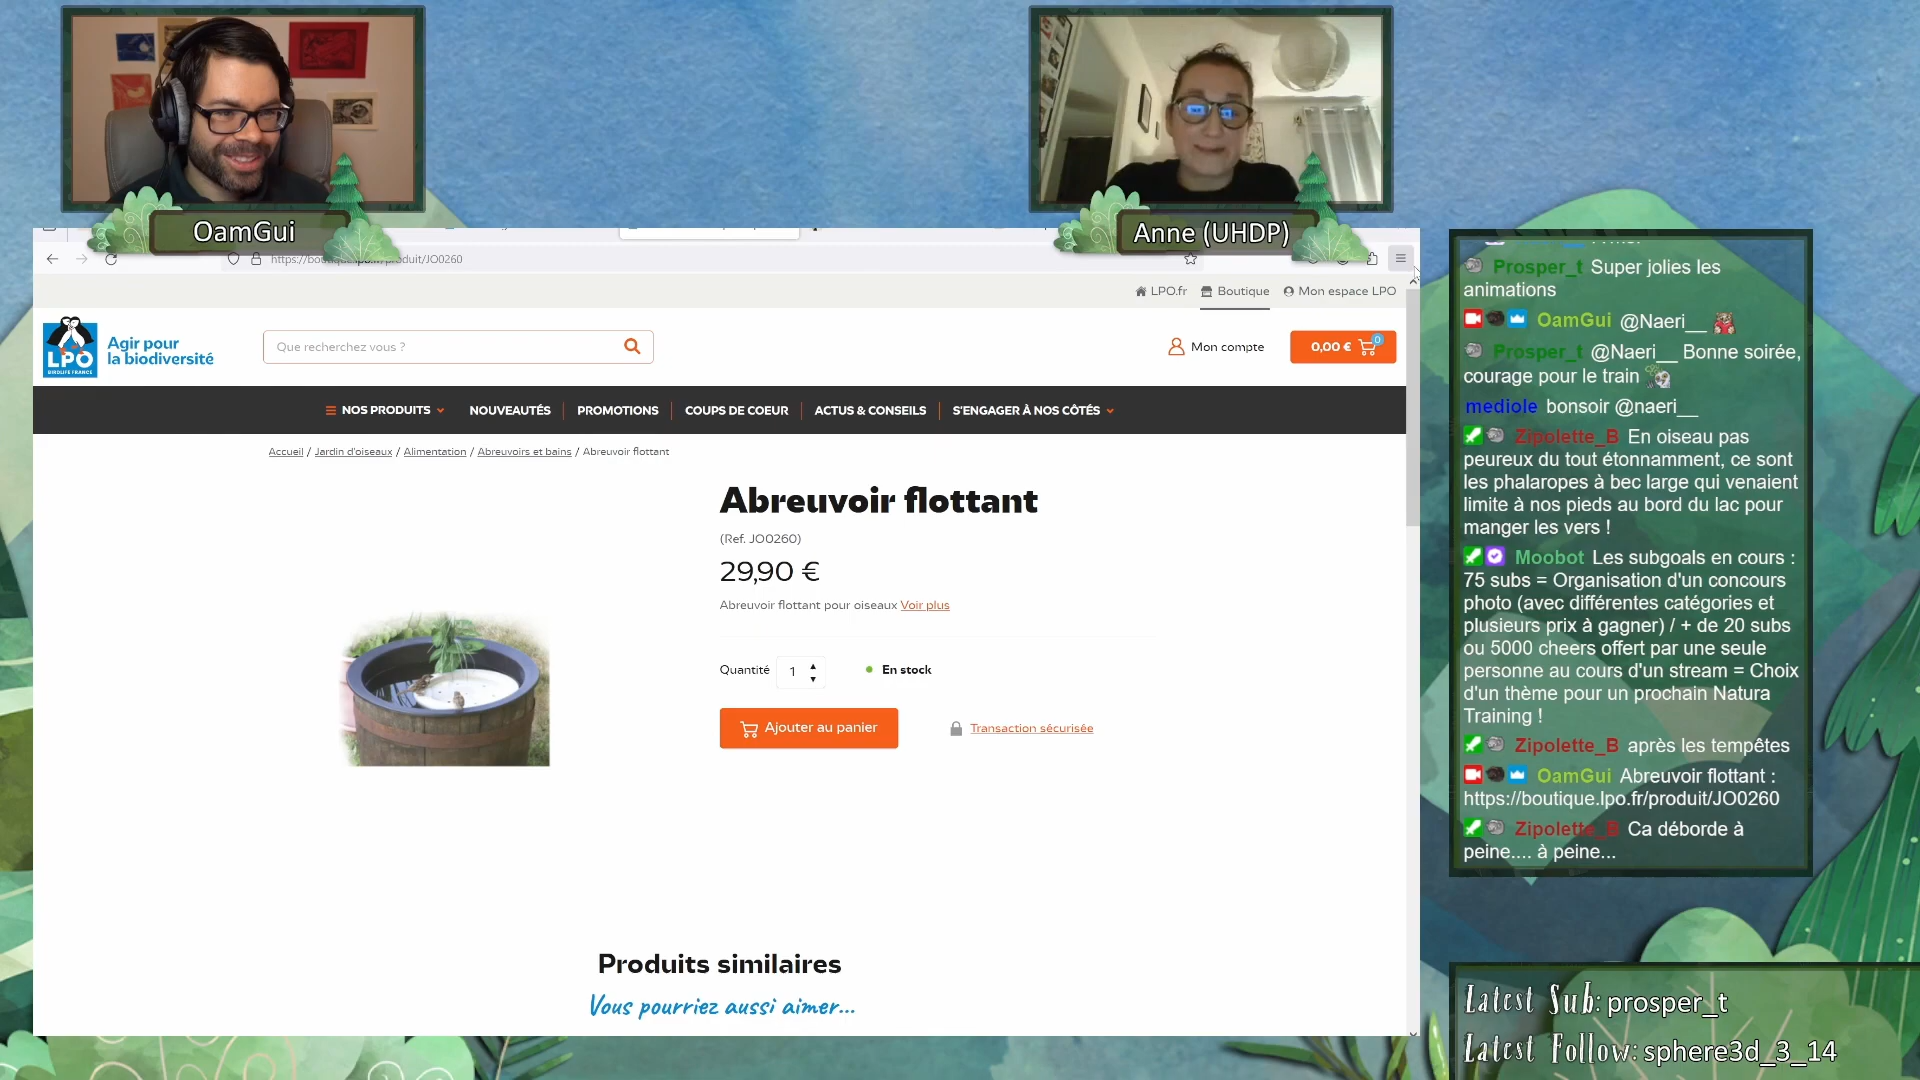 OamGui
Anne (UHDP)
https://boutique.lpo.fr/produit/JO0260
LPO.fr
Boutique
Mon espace LPO
LPO
BIRDLIFE FRANCE
Agir pour
la biodiversité
Que recherchez vous ?
Mon compte
0,00 €
0
NOS PRODUITS
NOUVEAUTÉS
PROMOTIONS
COUPS DE COEUR
ACTUS & CONSEILS
S'ENGAGER À NOS CÔTÉS
Accueil / Jardin d'oiseaux / Alimentation / Abreuvoirs et bains / Abreuvoir flottant
Abreuvoir flottant
(Ref. JO0260)
29,90 €
Abreuvoir flottant pour oiseaux Voir plus
Quantité
1
En stock
Ajouter au panier
Transaction sécurisée
Produits similaires
Vous pourriez aussi aimer...
Prosper_t Super jolies les
animations
OamGui @Naeri__
Prosper_t @Naeri__ Bonne soirée,
courage pour le train
mediole bonsoir @naeri__
Zipolette_B En oiseau pas
peureux du tout étonnamment, ce sont
les phalaropes à bec large qui venaient
limite à nos pieds au bord du lac pour
manger les vers !
Moobot Les subgoals en cours :
75 subs = Organisation d'un concours
photo (avec différentes catégories et
plusieurs prix à gagner) / + de 20 subs
ou 5000 cheers offert par une seule
personne au cours d'un stream = Choix
d'un thème pour un prochain Natura
Training !
Zipolette_B après les tempêtes
OamGui Abreuvoir flottant :
https://boutique.lpo.fr/produit/JO0260
Zipolette_B Ca déborde à
peine.... à peine...
Latest Sub: prosper_t
Latest Follow: sphere3d_3_14